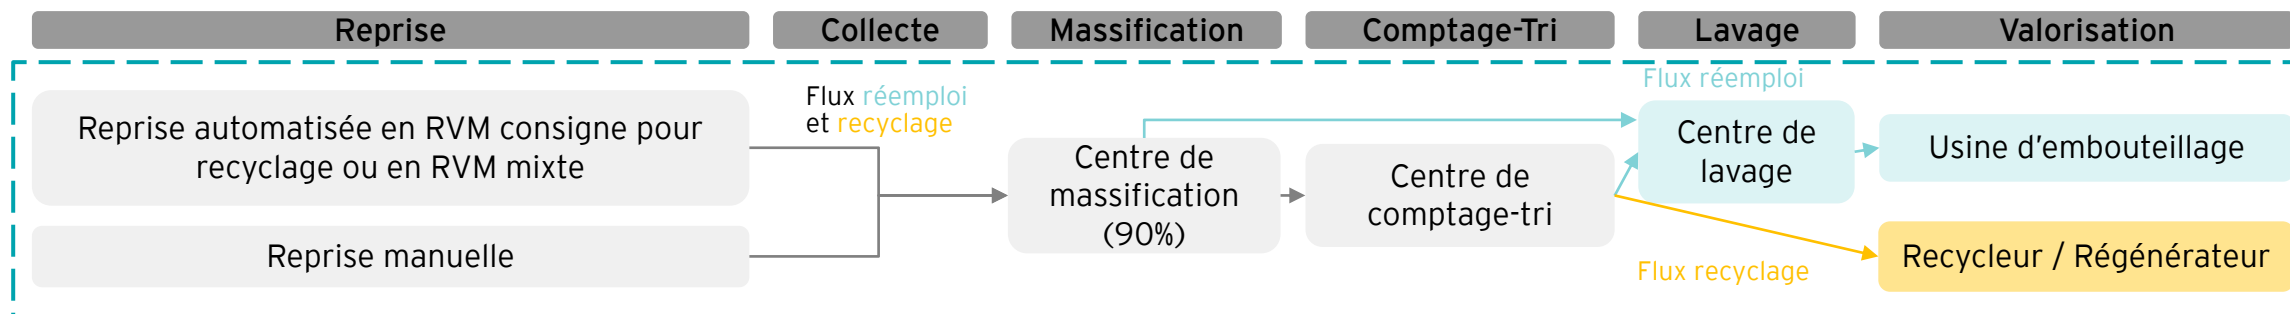 Reprise
Collecte
Massification
Comptage-Tri
Lavage
Valorisation
Reprise automatisée en RVM consigne pour
recyclage ou en RVM mixte
Reprise manuelle
Flux réemploi
et recyclage
Centre de
massification
(90%)
Centre de
comptage-tri
Flux réemploi
Centre de
lavage
Flux recyclage
Usine d'embouteillage
Recycleur / Régénérateur